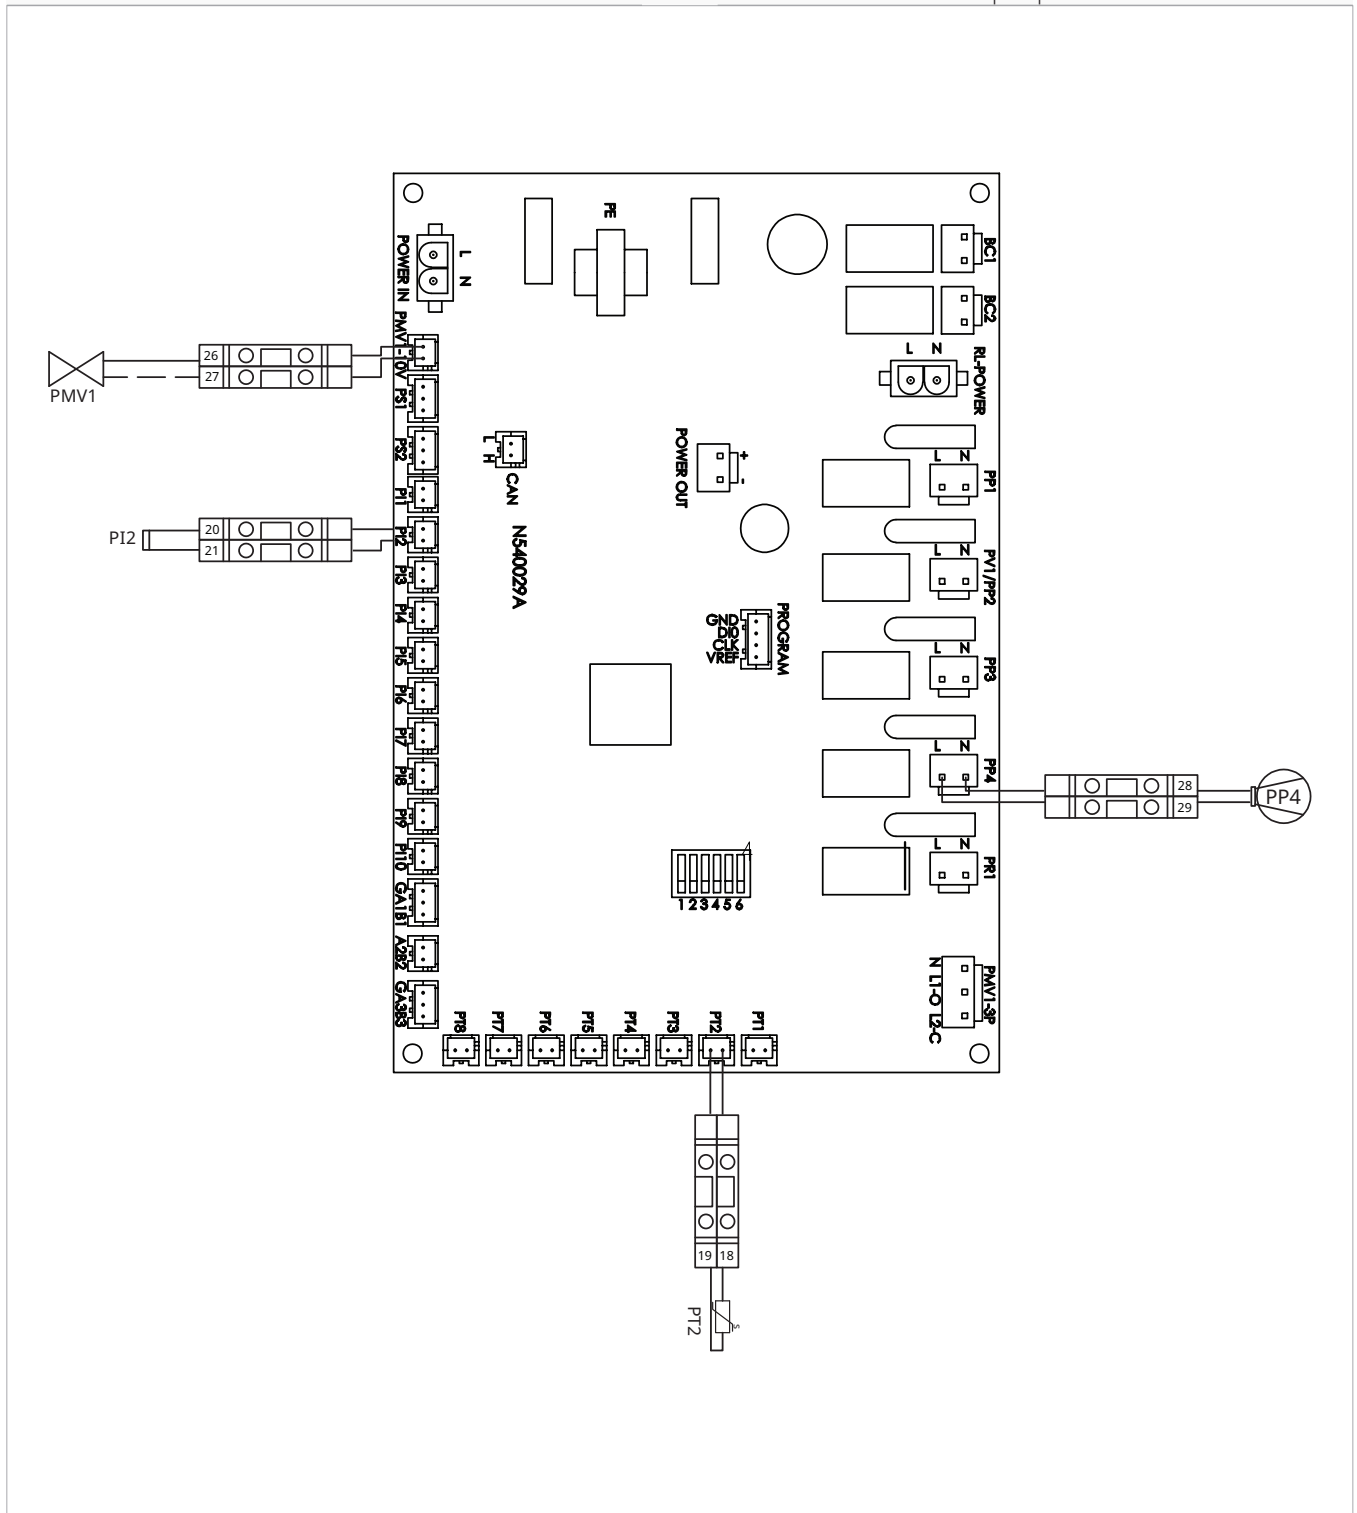 PE
POWER IN
L
N
BC1
BC2
L N
RL-POWER
PMV1-10V
26
27
PMV1
PS1
PS2
L
H
CAN
POWER OUT
+
-
L N
PP1
PI1
20
21
PI2
PI2
N540029A
L N
PV1/PP2
PI3
PI4
PROGRAM
GND
CLK
VREF
PI5
L N
PP3
PI6
PI7
L N
PP4
28
29
PP4
PI8
PI9
PI10
L N
PR1
1 2 3 4 5 6
GA1B1
A2B2
GA3B3
N L1-O L2-C
PMV1-3P
PT8
PT7
PT6
PT5
PT4
PT3
PT2
PT1
19 18
PT2